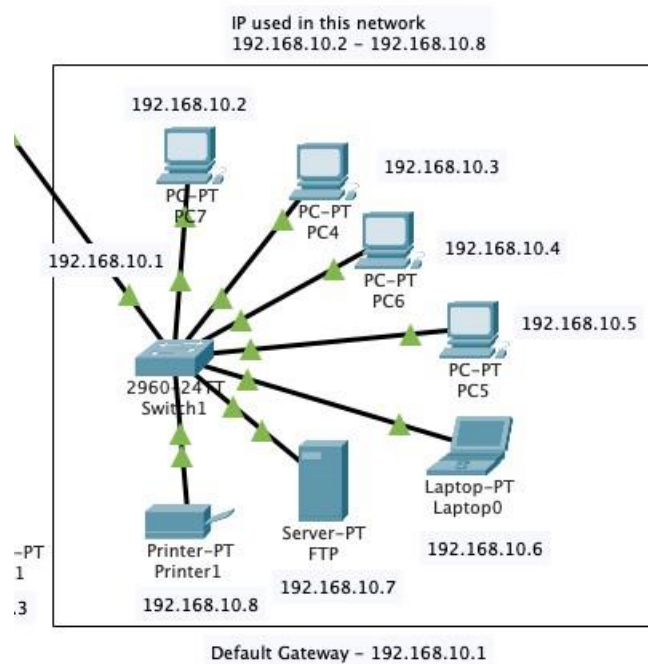 IP used in this network
192.168.10.2 - 192.168.10.8
192.168.10.2
PC-PT
PC7
192.168.10.3
PC-PT
PC4
192.168.10.4
PC-PT
PC6
192.168.10.1
192.168.10.5
PC-PT
PC5
2960-24TT
Switch1
Laptop-PT
Laptop0
192.168.10.6
Server-PT
FTP
192.168.10.7
Printer-PT
Printer1
192.168.10.8
-PT
1
.3
Default Gateway - 192.168.10.1